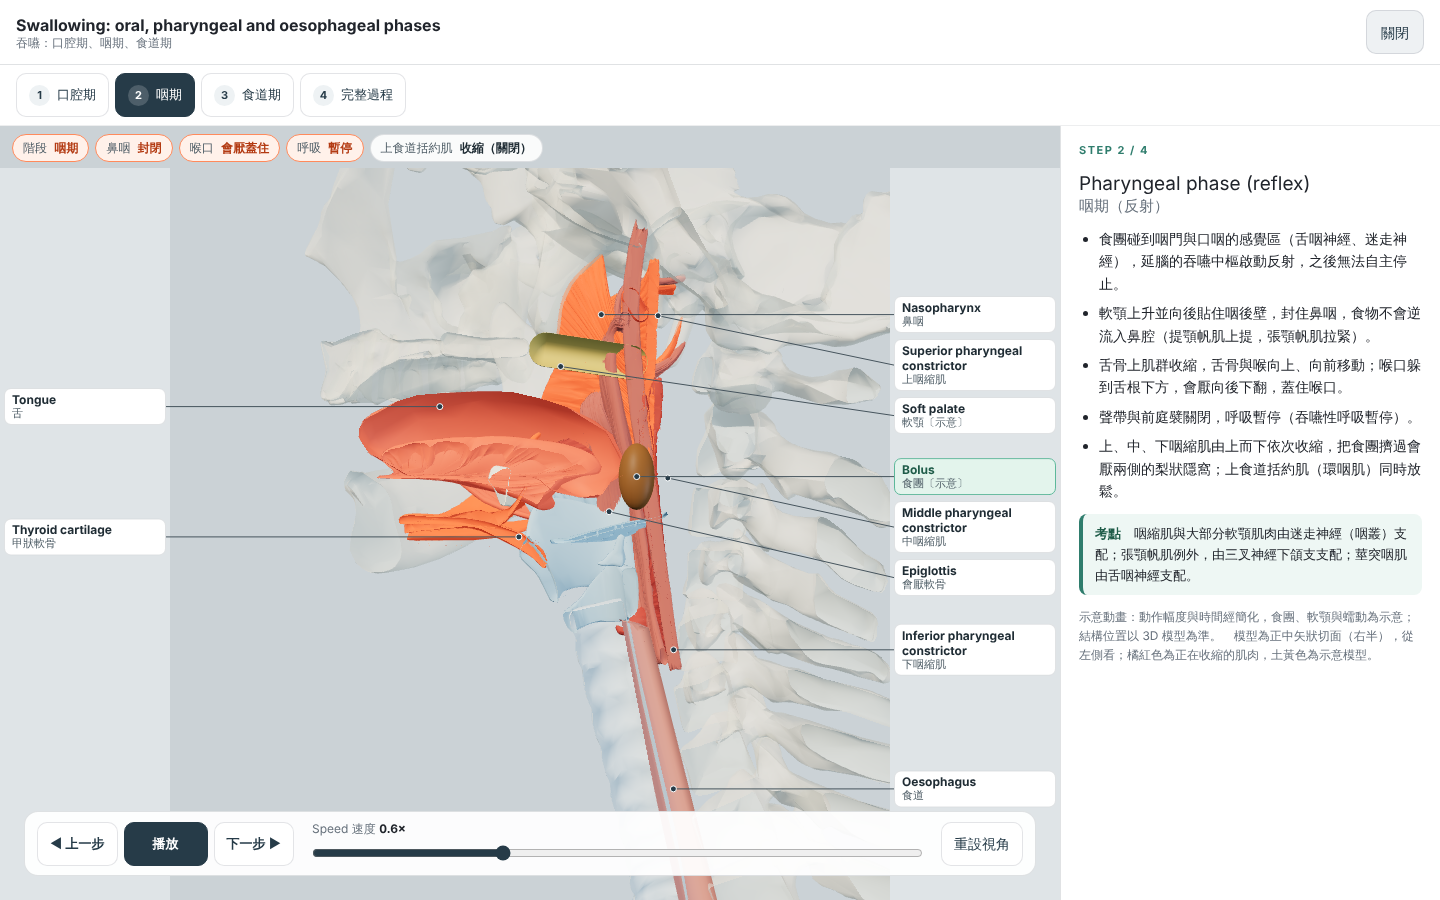 Swallowing: oral, pharyngeal and oesophageal phases
吞嚥：口腔期、咽期、食道期
關閉
1 口腔期
2 咽期
3 食道期
4 完整過程
階段 咽期
鼻咽 封閉
喉口 會厭蓋住
呼吸 暫停
上食道括約肌 收縮（關閉）
Tongue
舌
Thyroid cartilage
甲狀軟骨
Nasopharynx
鼻咽
Superior pharyngeal
constrictor
上咽縮肌
Soft palate
軟顎〔示意〕
Bolus
食團〔示意〕
Middle pharyngeal
constrictor
中咽縮肌
Epiglottis
會厭軟骨
Inferior pharyngeal
constrictor
下咽縮肌
Oesophagus
食道
◀ 上一步
播放
下一步 ▶
Speed 速度 0.6×
重設視角
STEP 2 / 4
Pharyngeal phase (reflex)
咽期（反射）
食團碰到咽門與口咽的感覺區（舌咽神經、迷走神
經），延腦的吞嚥中樞啟動反射，之後無法自主停
止。
軟顎上升並向後貼住咽後壁，封住鼻咽，食物不會逆
流入鼻腔（提顎帆肌上提，張顎帆肌拉緊）。
舌骨上肌群收縮，舌骨與喉向上、向前移動；喉口躲
到舌根下方，會厭向後下翻，蓋住喉口。
聲帶與前庭襞關閉，呼吸暫停（吞嚥性呼吸暫停）。
上、中、下咽縮肌由上而下依次收縮，把食團擠過會
厭兩側的梨狀隱窩；上食道括約肌（環咽肌）同時放
鬆。
考點 咽縮肌與大部分軟顎肌肉由迷走神經（咽叢）支
配；張顎帆肌例外，由三叉神經下頜支支配；莖突咽肌
由舌咽神經支配。
示意動畫：動作幅度與時間經簡化，食團、軟顎與蠕動為示意；
結構位置以 3D 模型為準。 模型為正中矢狀切面（右半），從
左側看；橘紅色為正在收縮的肌肉，土黃色為示意模型。